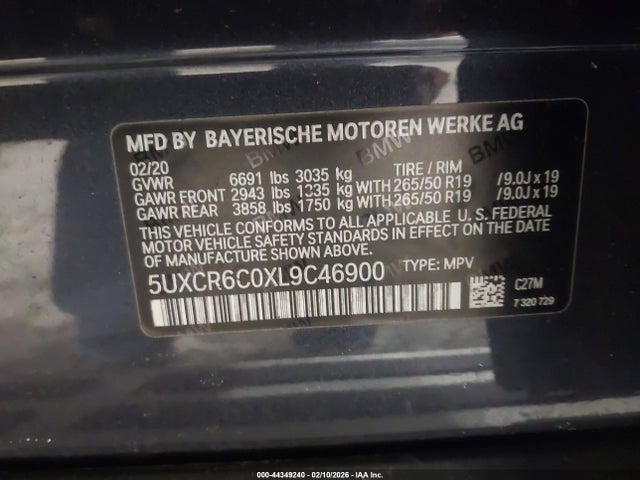 MFD BY BAYERISCHE MOTOREN WERKE AG
02/20 TIRE / RIM
GVWR 6691 lbs 3035 kg
GAWR FRONT 2943 lbs 1335 kg WITH 265/50 R19 /9.0J x 19
GAWR REAR 3858 lbs 1750 kg WITH 265/50 R19 /9.0J x 19
THIS VEHICLE CONFORMS TO ALL APPLICABLE U. S. FEDERAL
MOTOR VEHICLE SAFETY STANDARDS IN EFFECT ON THE DATE
OF MANUFACTURE SHOWN ABOVE.
5UXCR6C0XL9C46900 TYPE: MPV
C27M
7 320 729
BMW
000-44349240 - 02/10/2026 - IAA Inc.